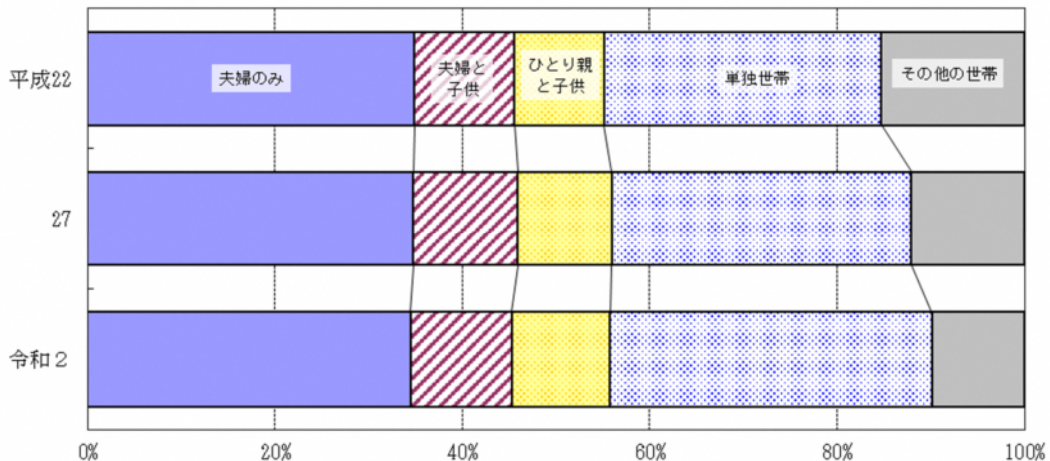 平成22
夫婦のみ
夫婦と
子供
ひとり親
と子供
単独世帯
その他の世帯
27
令和２
0%
20%
40%
60%
80%
100%